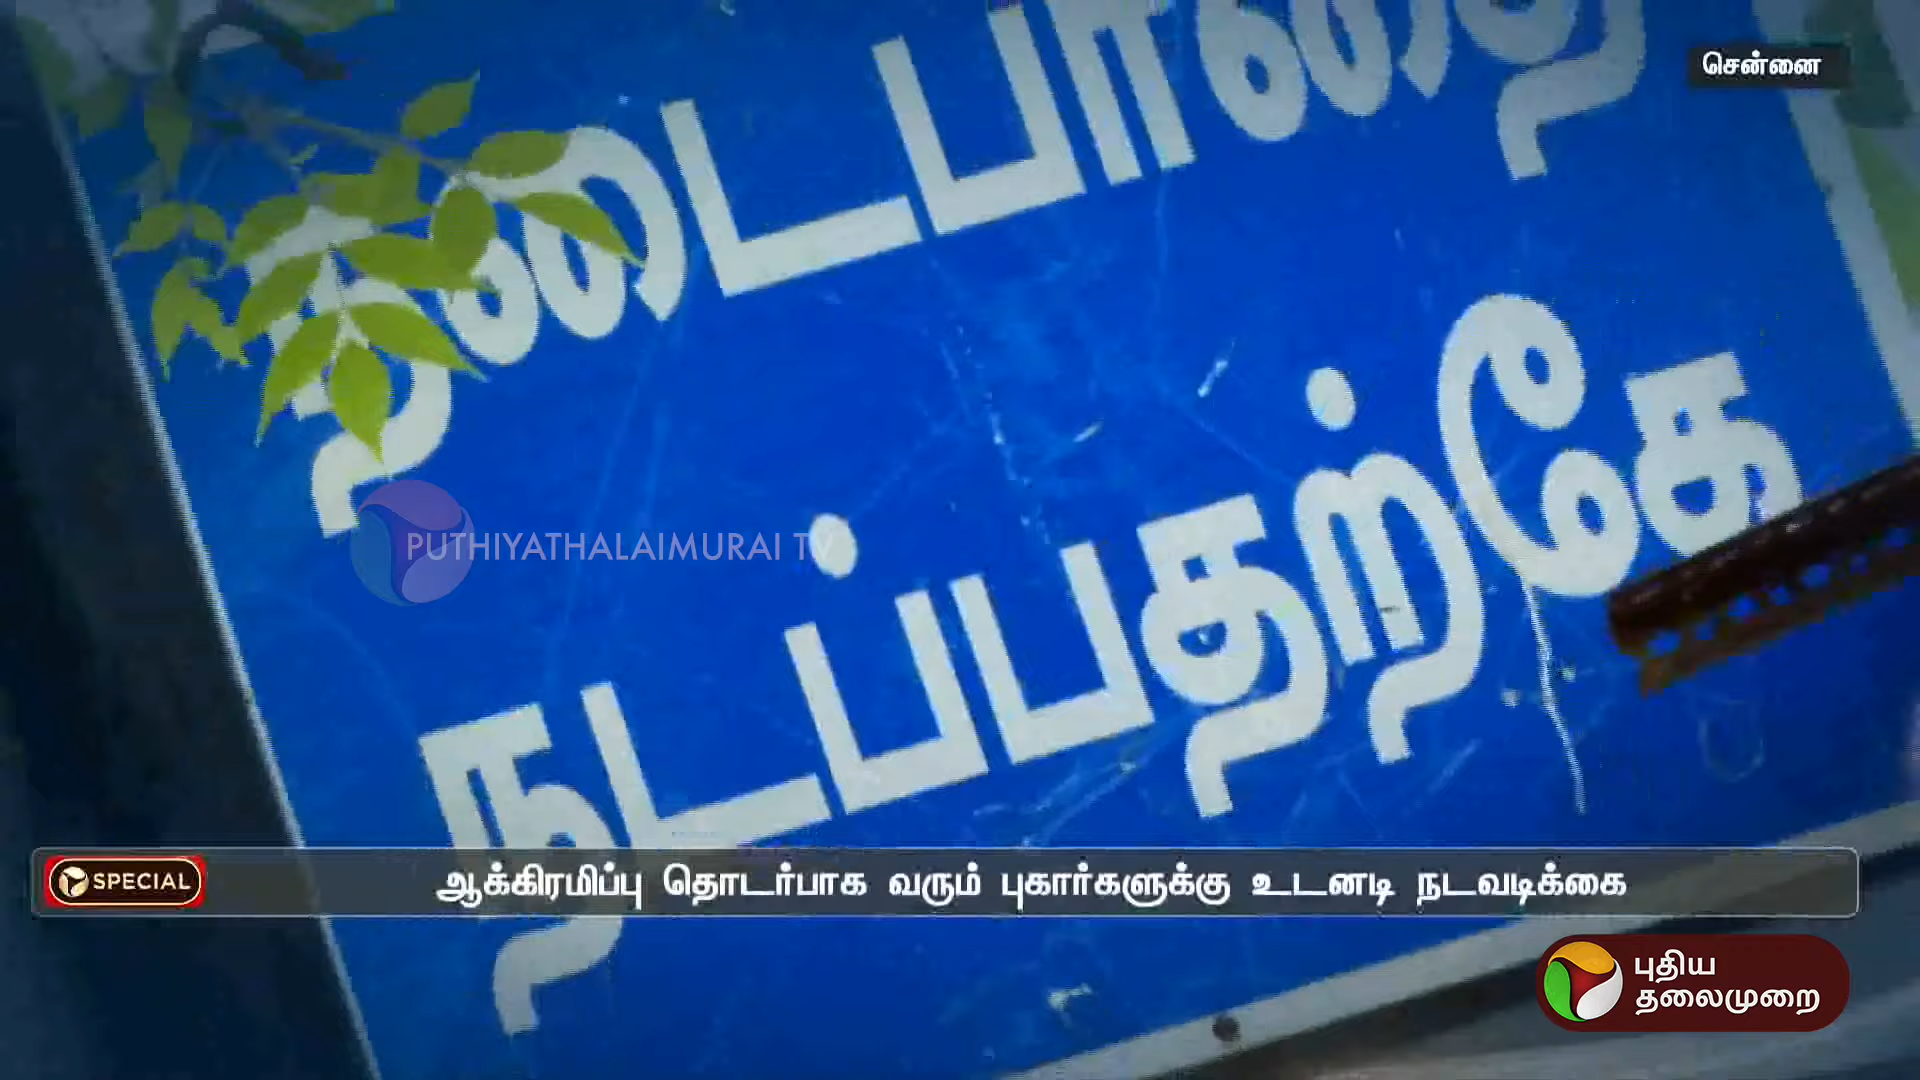 சென்னை
நடைபாதை
நடப்பதற்கே
PUTHIYATHALAIMURAI TV
SPECIAL
ஆக்கிரமிப்பு தொடர்பாக வரும் புகார்களுக்கு உடனடி நடவடிக்கை
புதிய
தலைமுறை